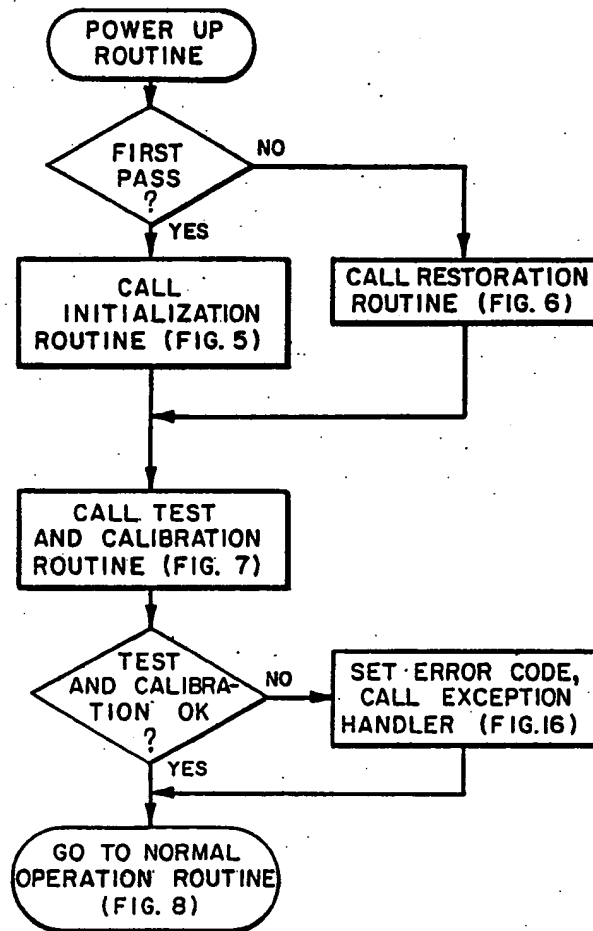 POWER UP
ROUTINE
FIRST
PASS
?
NO
YES
CALL
INITIALIZATION
ROUTINE (FIG. 5)
CALL RESTORATION
ROUTINE (FIG. 6)
CALL TEST
AND CALIBRATION
ROUTINE (FIG. 7)
TEST
AND CALIBRA-
TION OK
?
NO
YES
SET ERROR CODE,
CALL EXCEPTION
HANDLER (FIG.16)
GO TO NORMAL
OPERATION ROUTINE
(FIG. 8)